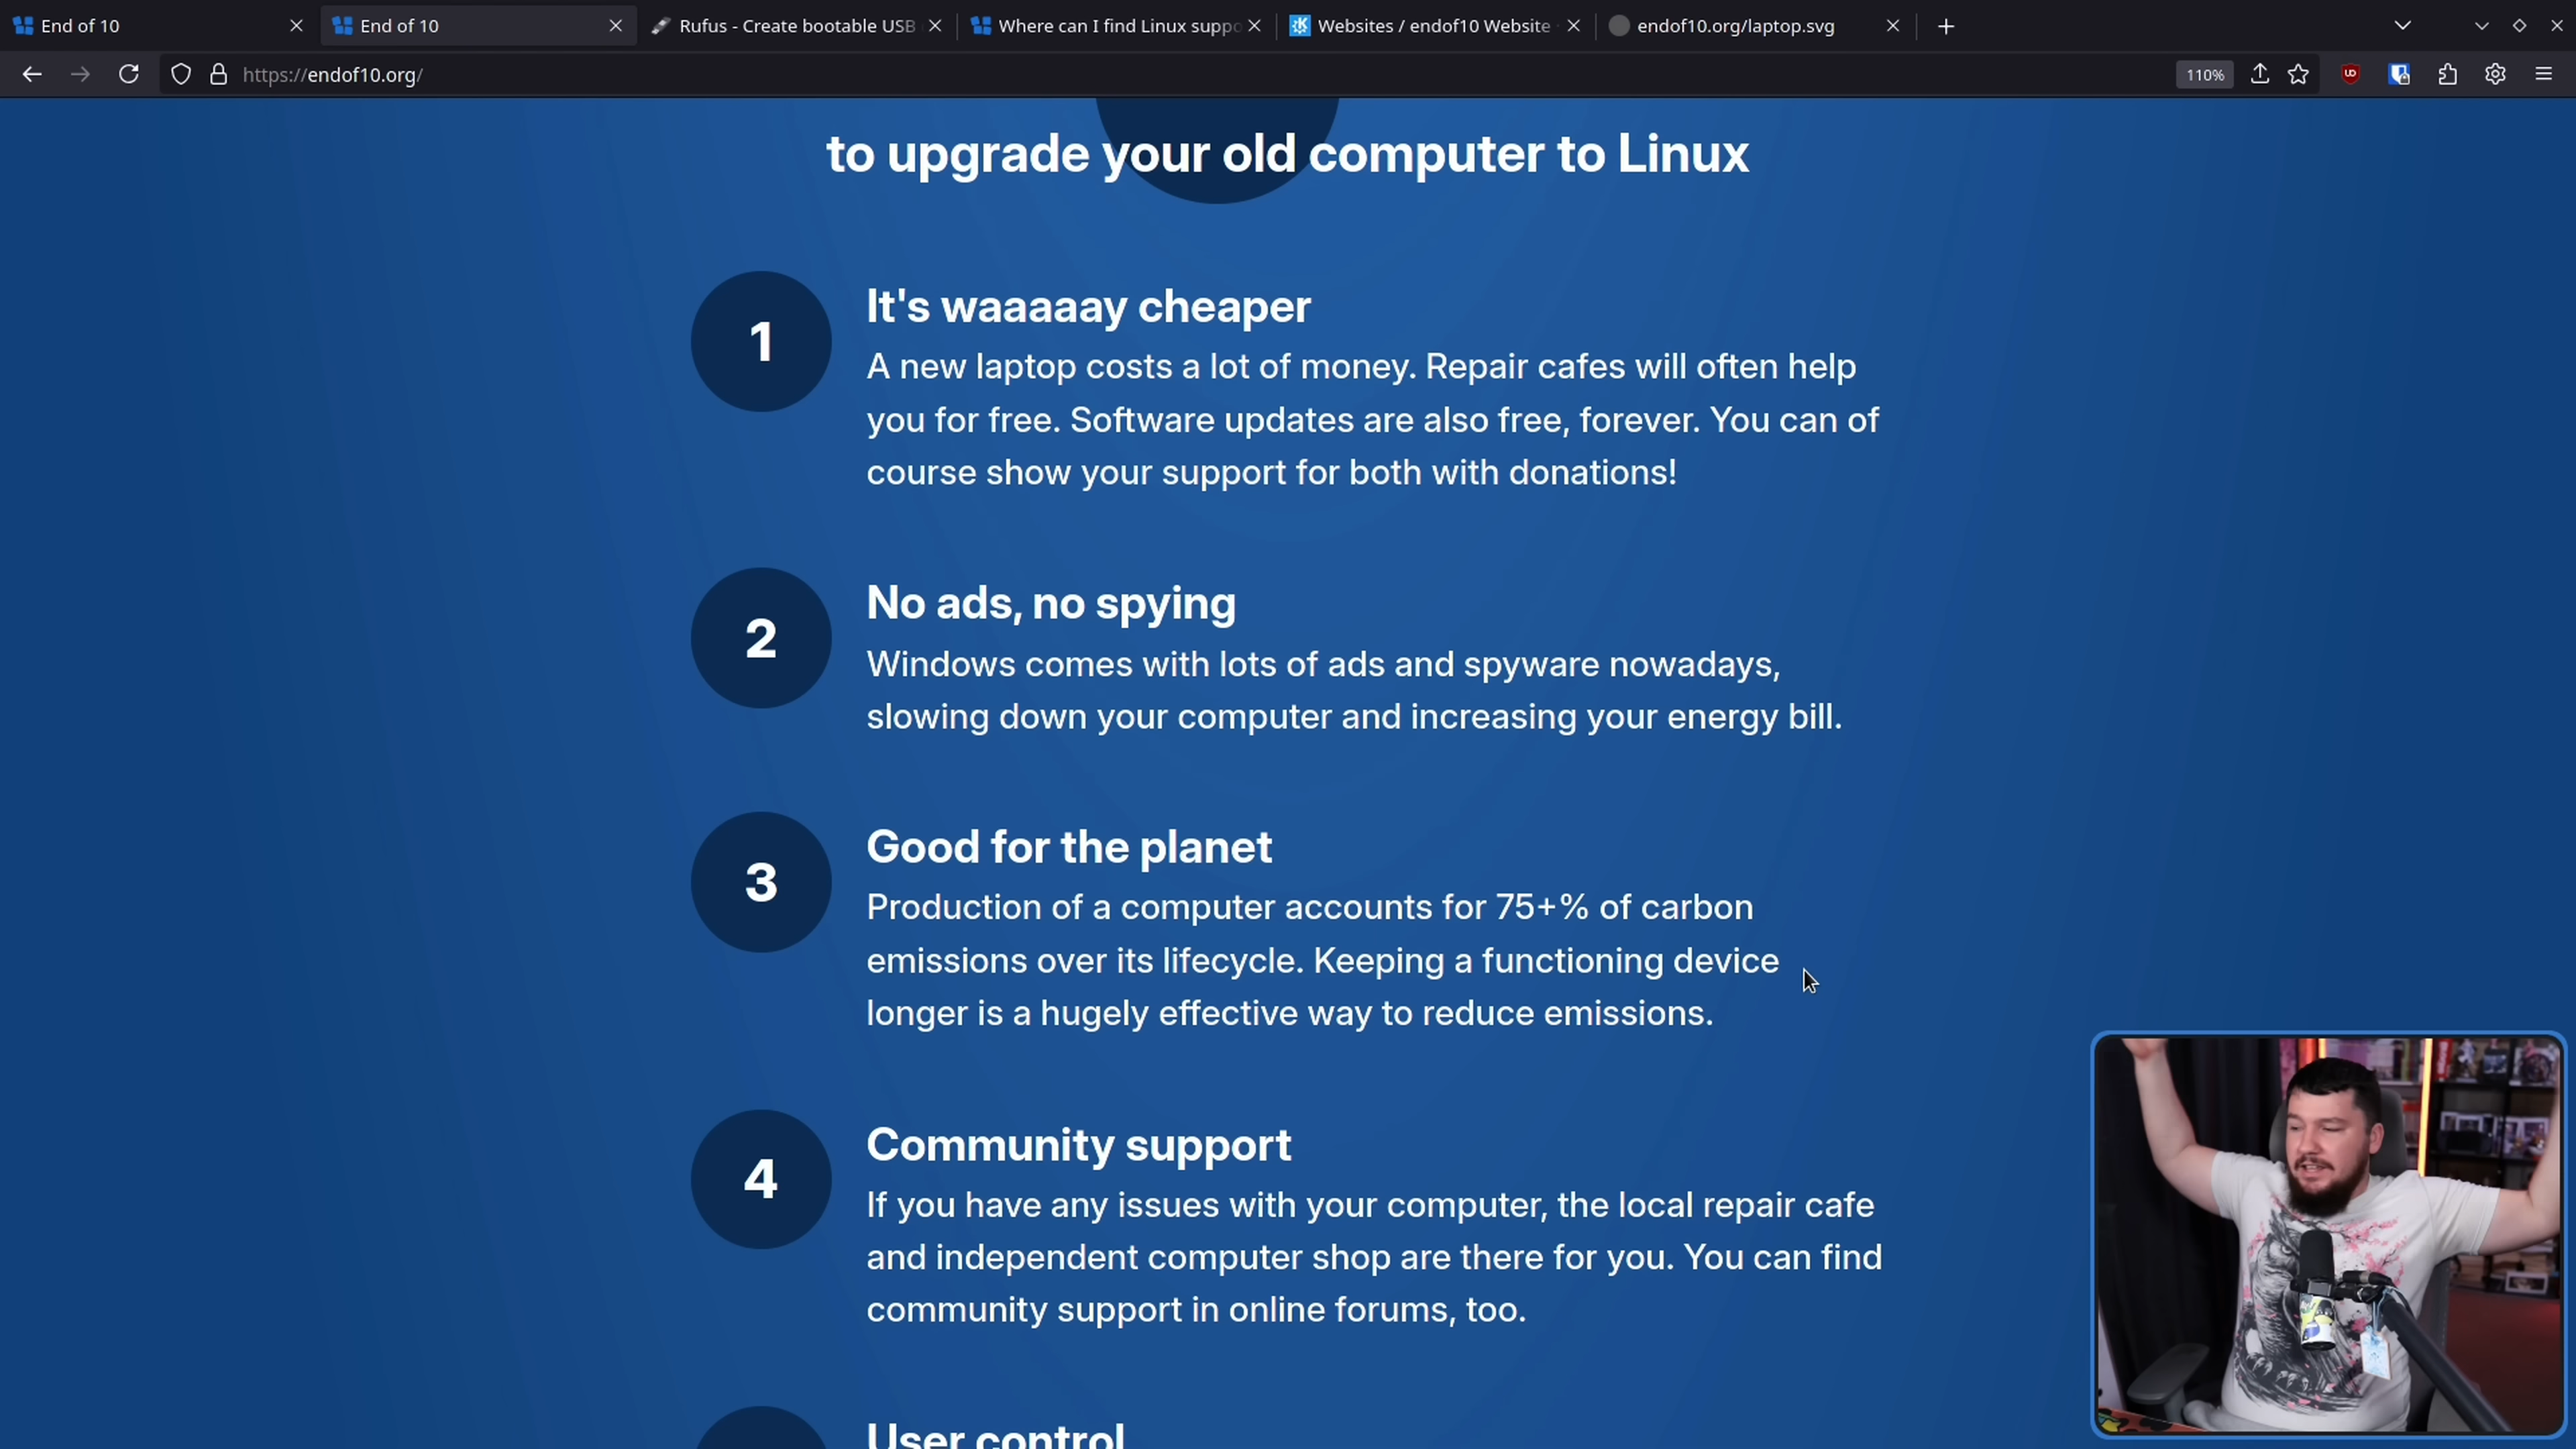 End of 10
End of 10
Rufus - Create bootable USB
Where can I find Linux suppo
Websites / endof10 Website
endof10.org/laptop.svg
https://endof10.org/
110%
to upgrade your old computer to Linux
1
It's waaaaay cheaper
A new laptop costs a lot of money. Repair cafes will often help
you for free. Software updates are also free, forever. You can of
course show your support for both with donations!
2
No ads, no spying
Windows comes with lots of ads and spyware nowadays,
slowing down your computer and increasing your energy bill.
3
Good for the planet
Production of a computer accounts for 75+% of carbon
emissions over its lifecycle. Keeping a functioning device
longer is a hugely effective way to reduce emissions.
4
Community support
If you have any issues with your computer, the local repair cafe
and independent computer shop are there for you. You can find
community support in online forums, too.
User control